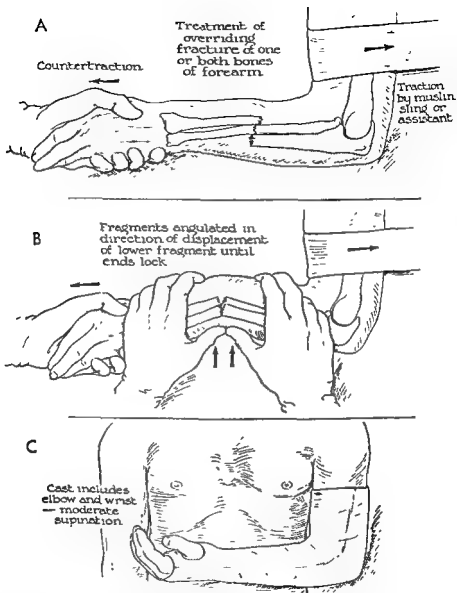 A
Treatment of
overriding
fracture of one
or both bones
of forearm
Countertraction
Traction
by muslin
sling or
assistant
B
Fragments angulated in
direction of displacement
of lower fragment until
ends lock
C
Cast includes
elbow and wrist
— moderate
supination